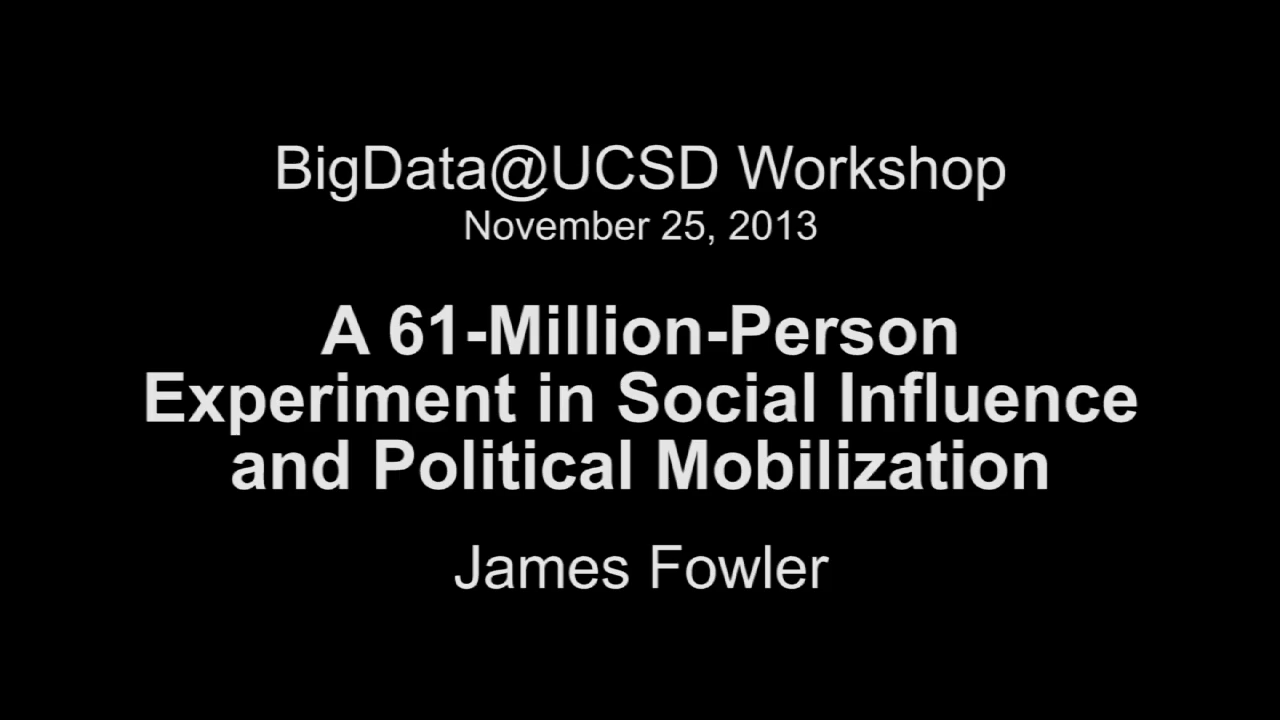 BigData@UCSD Workshop
November 25, 2013
A 61-Million-Person
Experiment in Social Influence
and Political Mobilization
James Fowler